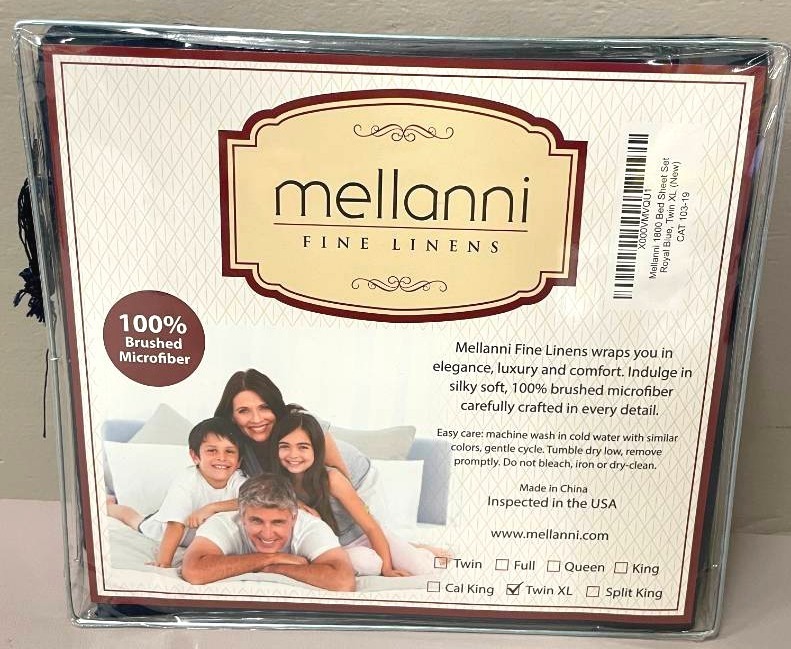 mellanni
FINE LINENS
X000VMVQU1
Mellanni 1800 Bed Sheet Set
Royal Blue, Twin XL (New)
CAT 103-19
100%
Brushed
Microfiber
Mellanni Fine Linens wraps you in
elegance, luxury and comfort. Indulge in
silky soft, 100% brushed microfiber
carefully crafted in every detail.
Easy care: machine wash in cold water with similar
colors, gentle cycle. Tumble dry low, remove
promptly. Do not bleach, iron or dry-clean.
Made in China
Inspected in the USA
www.mellanni.com
Twin Full Queen King
Cal King Twin XL Split King